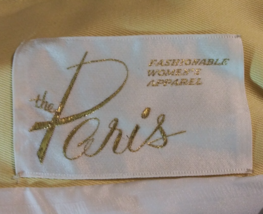 the
Paris
FASHIONABLE
WOMEN'S
APPAREL